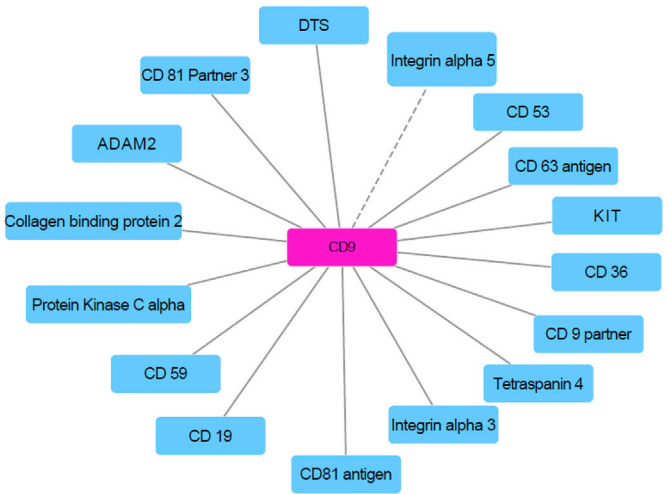 DTS
Integrin alpha 5
CD 81 Partner 3
CD 53
ADAM2
CD 63 antigen
Collagen binding protein 2
KIT
CD9
CD 36
Protein Kinase C alpha
CD 9 partner
CD 59
Tetraspanin 4
Integrin alpha 3
CD 19
CD81 antigen